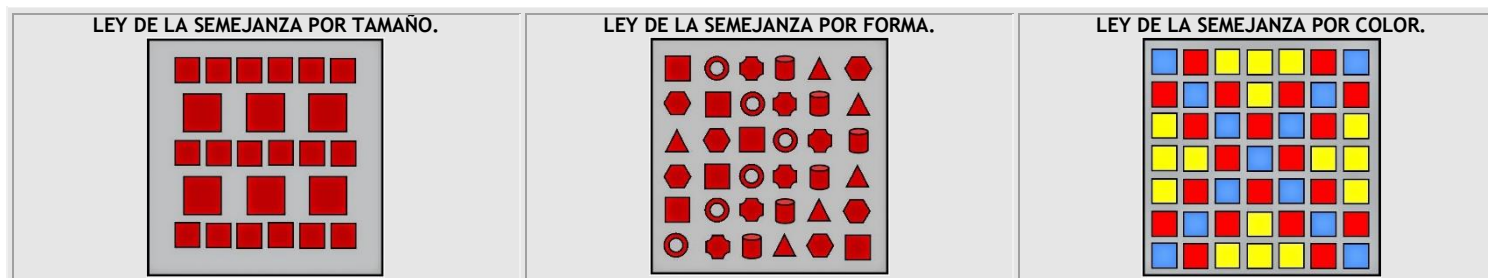 LEY DE LA SEMEJANZA POR TAMAÑO.
LEY DE LA SEMEJANZA POR FORMA.
LEY DE LA SEMEJANZA POR COLOR.